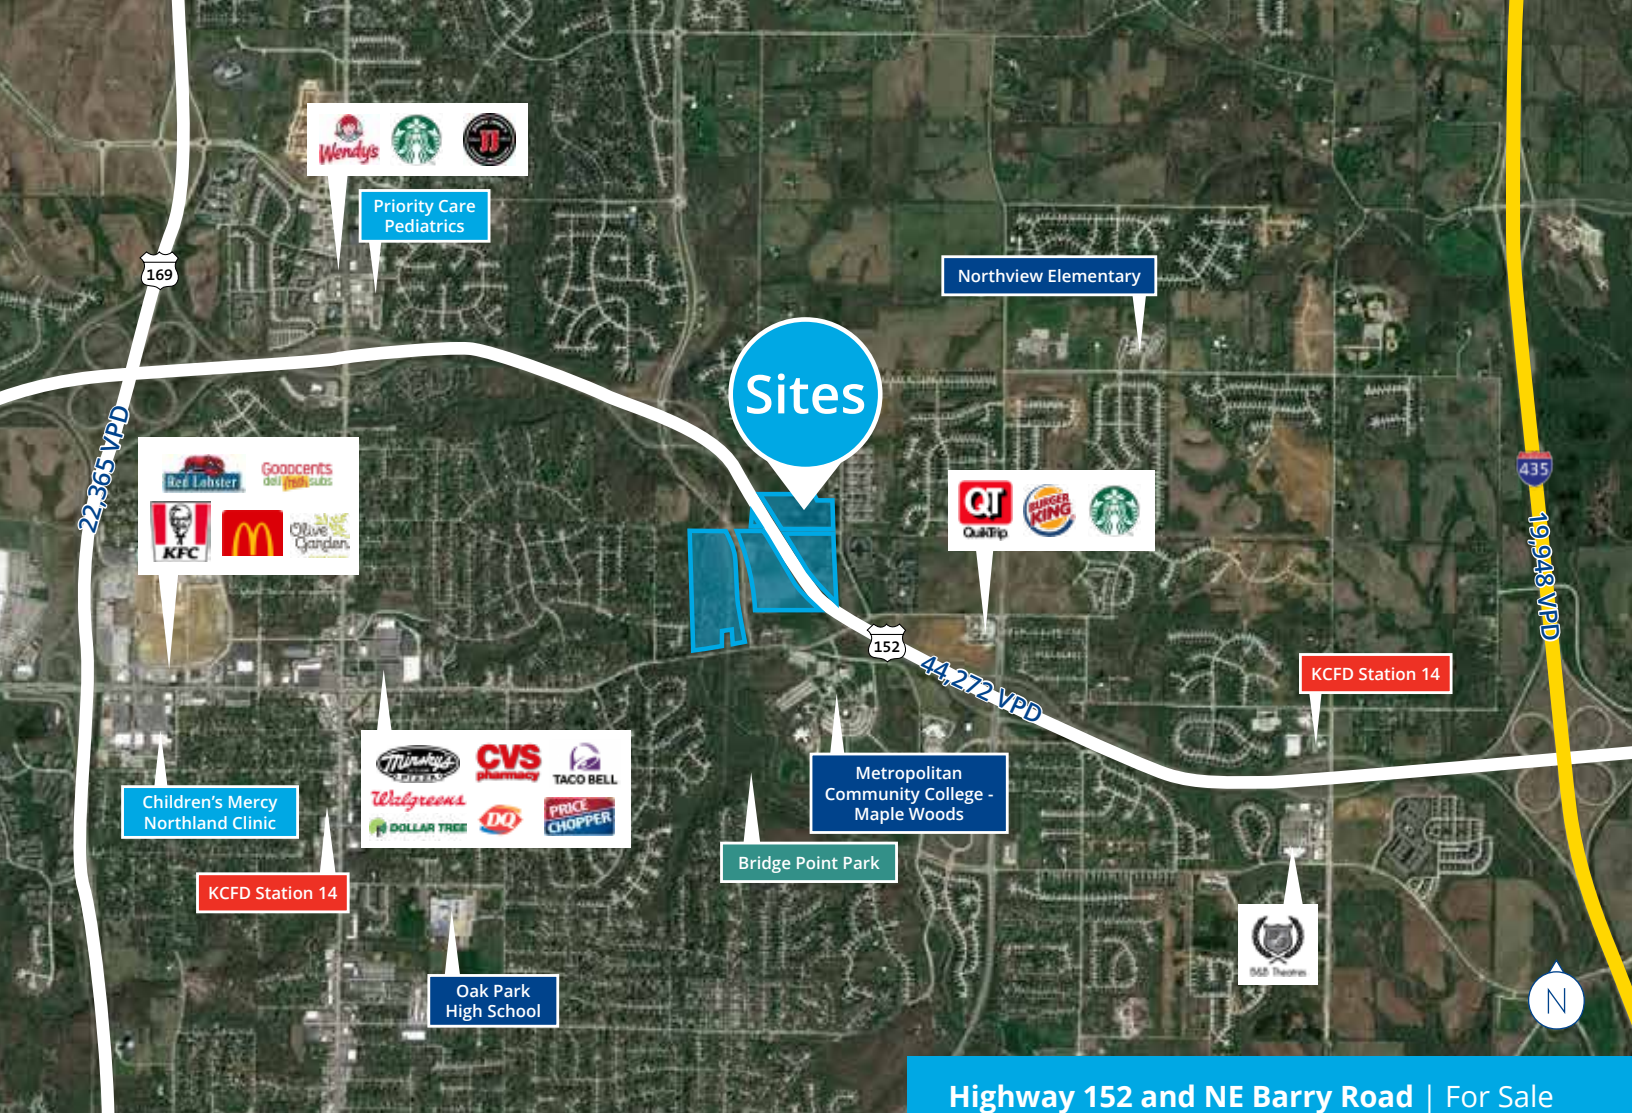 Wendy's
Priority Care
Pediatrics
169
Northview Elementary
Sites
22,365 VPD
Red Lobster
Goodcents
deli fresh subs
KFC
Olive
Garden
QT
QuikTrip
BURGER
KING
435
19,948 VPD
152
44,272 VPD
KCFD Station 14
Minsky's
PIZZA
CVS
pharmacy
TACO BELL
Walgreens
DOLLAR TREE
DQ
PRICE
CHOPPER
Children's Mercy
Northland Clinic
Metropolitan
Community College -
Maple Woods
Bridge Point Park
KCFD Station 14
Oak Park
High School
B&B Theatres
N
Highway 152 and NE Barry Road | For Sale